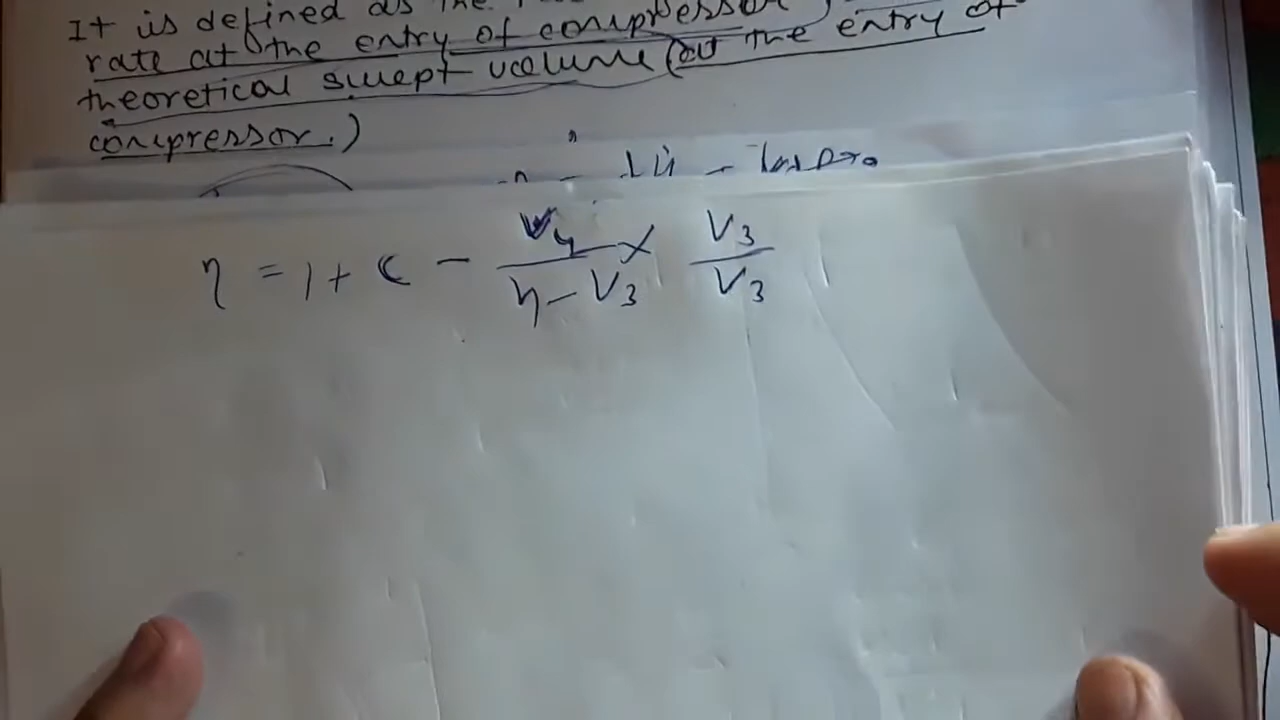 It is defined as the
rate at the entry of compressor
theoretical swept volume (at the entry of
compressor.)
η = 1 + C - V4 / V1 - V3 × V3 / V3